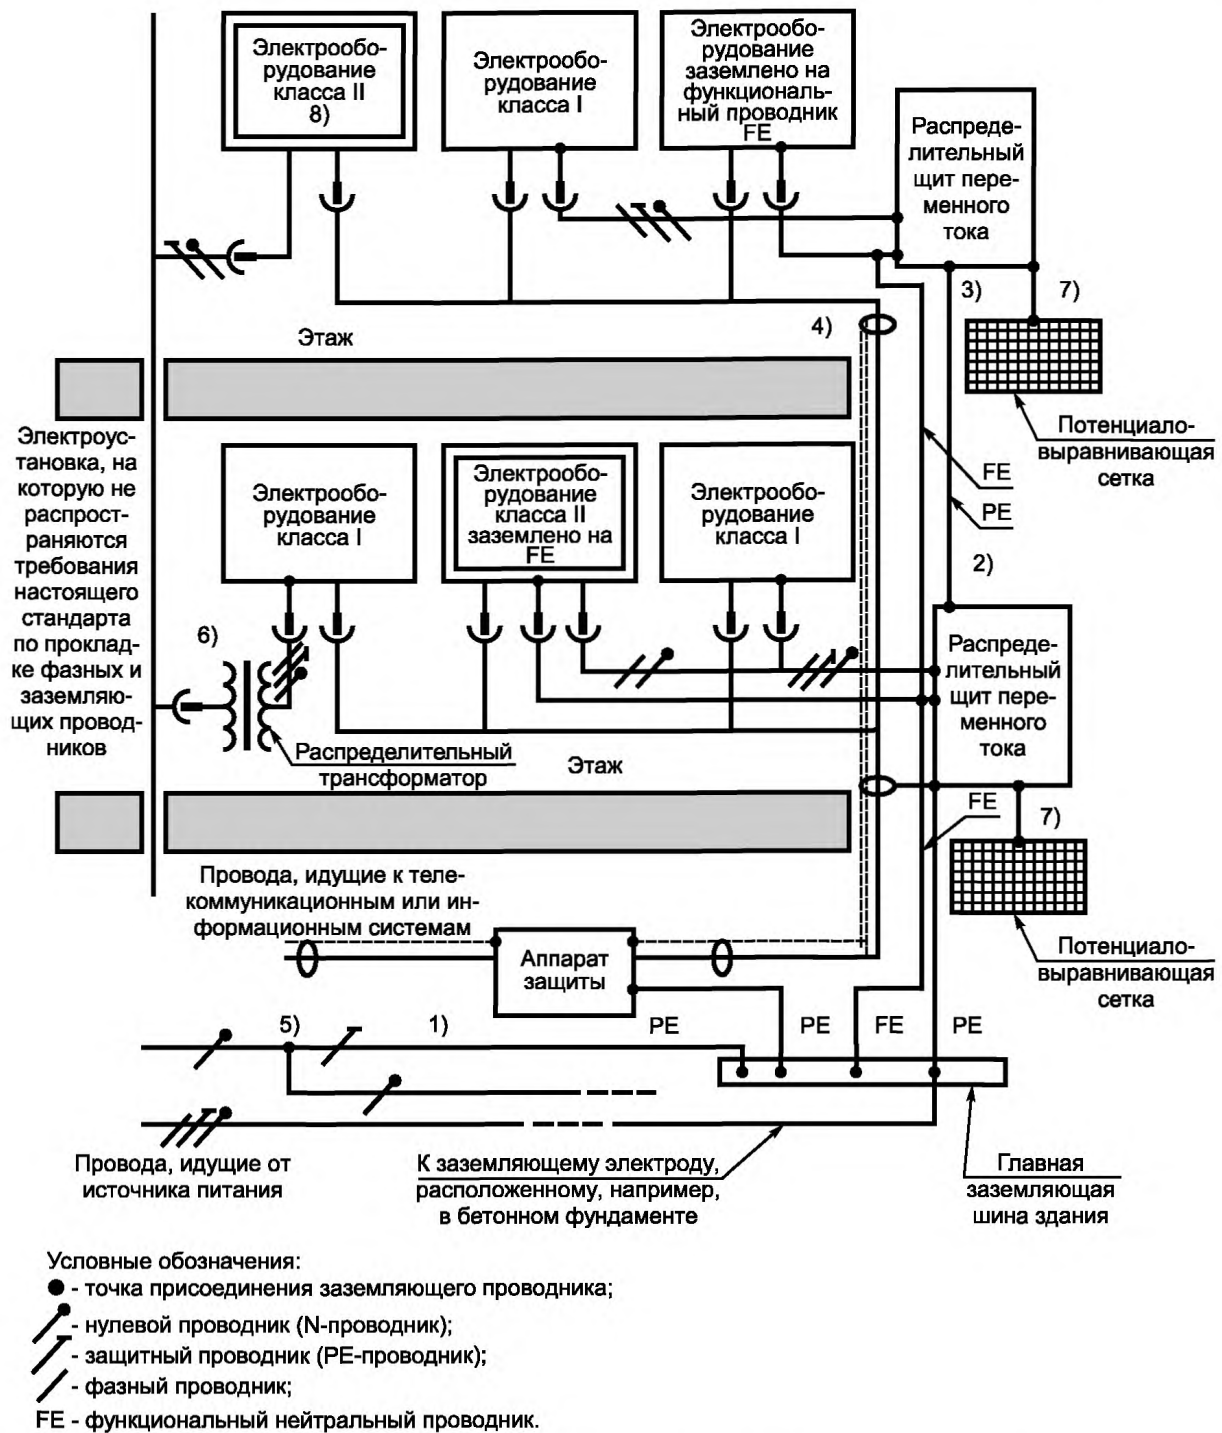 Электрообо-
рудование
класса II
8)
Электрообо-
рудование
класса I
Электрообо-
рудование
заземлено на
функциональ-
ный проводник
FE
Распреде-
лительный
щит пере-
менного
тока
3)
7)
4)
Этаж
Потенциало-
выравнивающая
сетка
FE
PE
2)
Электроус-
тановка, на
которую не
распрост-
раняются
требования
настоящего
стандарта
по проклад-
ке фазных и
заземляю-
щих провод-
ников
Электрообо-
рудование
класса I
Электрообо-
рудование
класса II
заземлено на
FE
Электрообо-
рудование
класса I
6)
Распреде-
лительный
щит пере-
менного
тока
Распределительный
трансформатор
Этаж
FE
7)
Потенциало-
выравнивающая
сетка
Провода, идущие к теле-
коммуникационным или ин-
формационным системам
Аппарат
защиты
5)
1)
PE
PE
FE
PE
Провода, идущие от
источника питания
К заземляющему электроду,
расположенному, например,
в бетонном фундаменте
Главная
заземляющая
шина здания
Условные обозначения:
- точка присоединения заземляющего проводника;
- нулевой проводник (N-проводник);
- защитный проводник (PE-проводник);
- фазный проводник;
FE - функциональный нейтральный проводник.